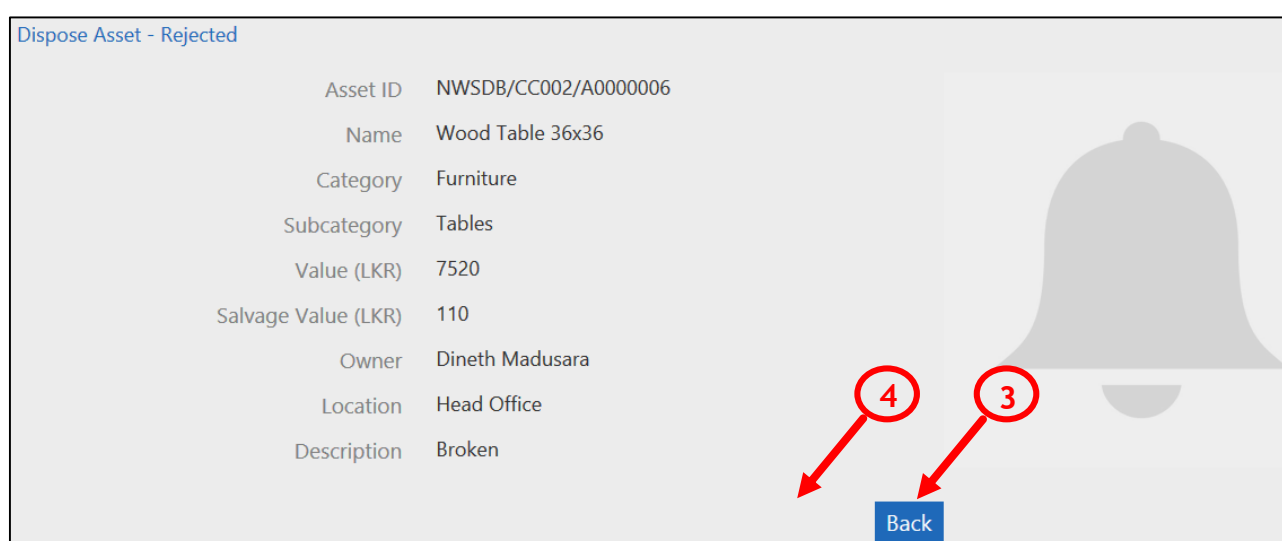 Dispose Asset - Rejected
Asset ID NWSDB/CC002/A0000006
Name Wood Table 36x36
Category Furniture
Subcategory Tables
Value (LKR) 7520
Salvage Value (LKR) 110
Owner Dineth Madusara
Location Head Office
4 3
Description Broken
Back